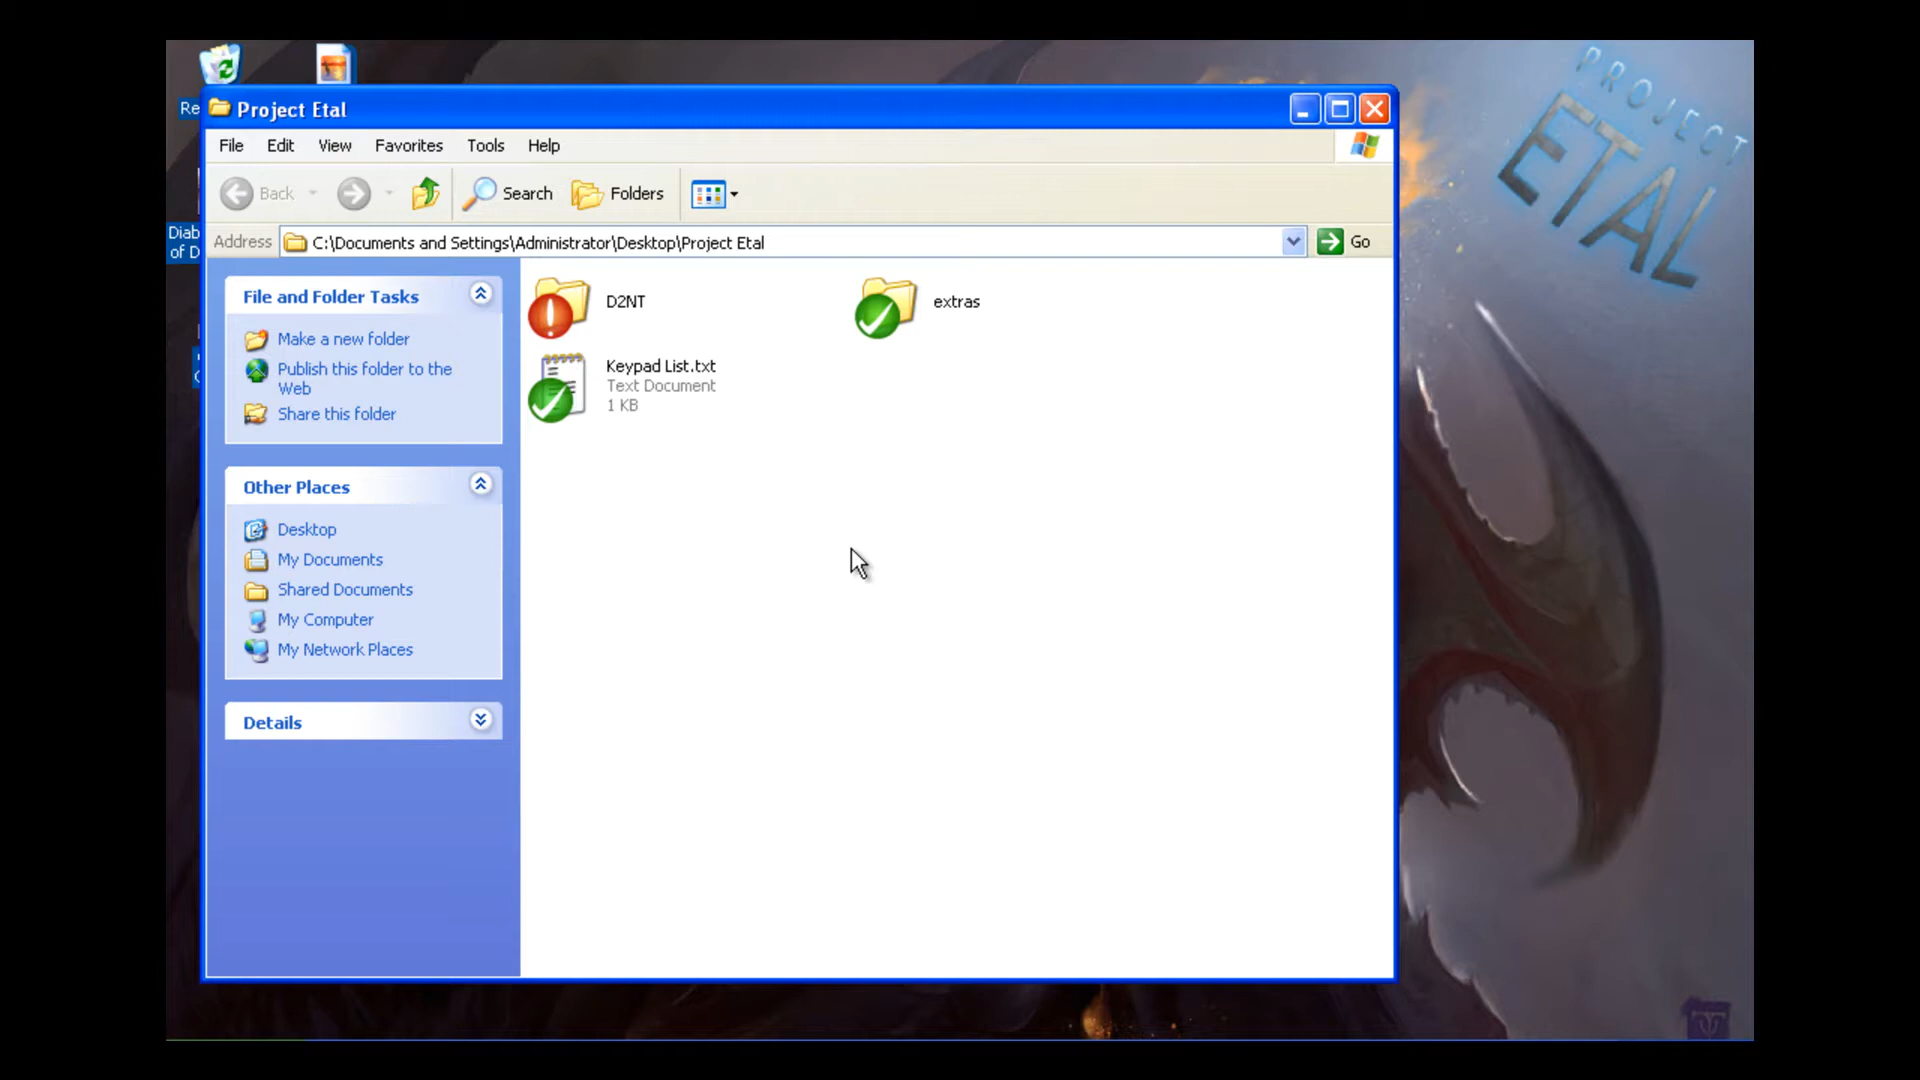 Re
Project Etal
File Edit View Favorites Tools Help
Back Search Folders
Diab
of D
Address C:\Documents and Settings\Administrator\Desktop\Project Etal Go
File and Folder Tasks
Make a new folder
Publish this folder to the
Web
Share this folder
Other Places
Desktop
My Documents
Shared Documents
My Computer
My Network Places
Details
D2NT
extras
Keypad List.txt
Text Document
1 KB
PROJECT
ETAL